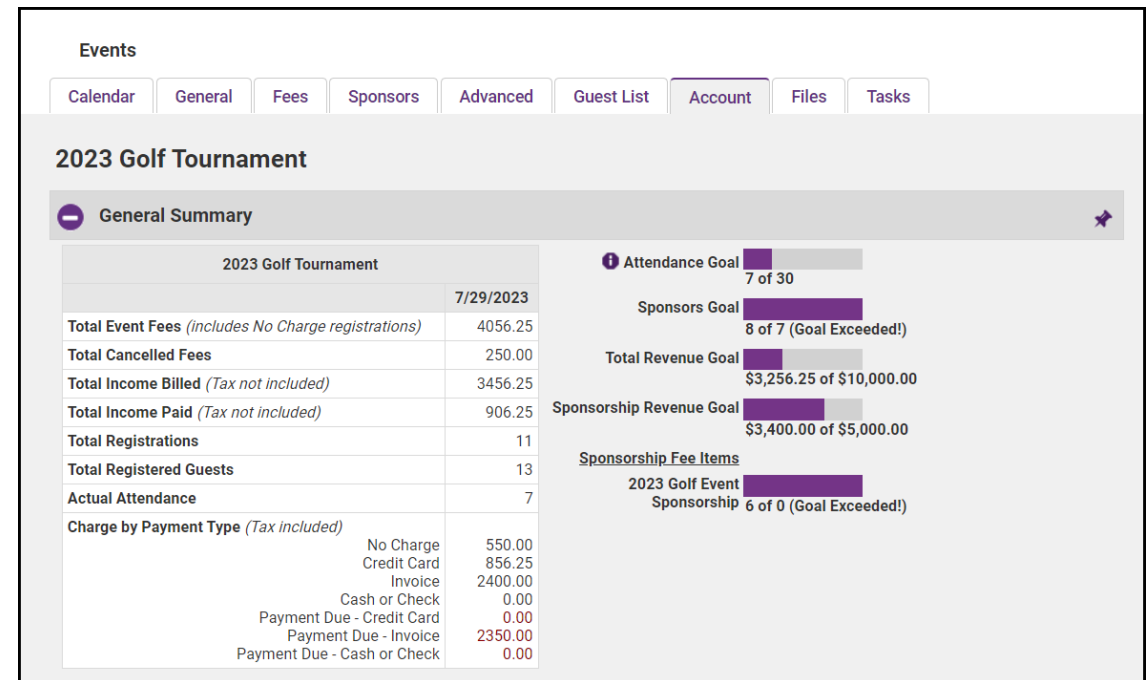 Events
Calendar General Fees Sponsors Advanced Guest List Account Files Tasks
2023 Golf Tournament
General Summary
2023 Golf Tournament
7/29/2023
Total Event Fees (includes No Charge registrations) 4056.25
Total Cancelled Fees 250.00
Total Income Billed (Tax not included) 3456.25
Total Income Paid (Tax not included) 906.25
Total Registrations 11
Total Registered Guests 13
Actual Attendance 7
Charge by Payment Type (Tax included)
No Charge 550.00
Credit Card 856.25
Invoice 2400.00
Cash or Check 0.00
Payment Due - Credit Card 0.00
Payment Due - Invoice 2350.00
Payment Due - Cash or Check 0.00
Attendance Goal
7 of 30
Sponsors Goal
8 of 7 (Goal Exceeded!)
Total Revenue Goal
$3,256.25 of $10,000.00
Sponsorship Revenue Goal
$3,400.00 of $5,000.00
Sponsorship Fee Items
2023 Golf Event
Sponsorship 6 of 0 (Goal Exceeded!)